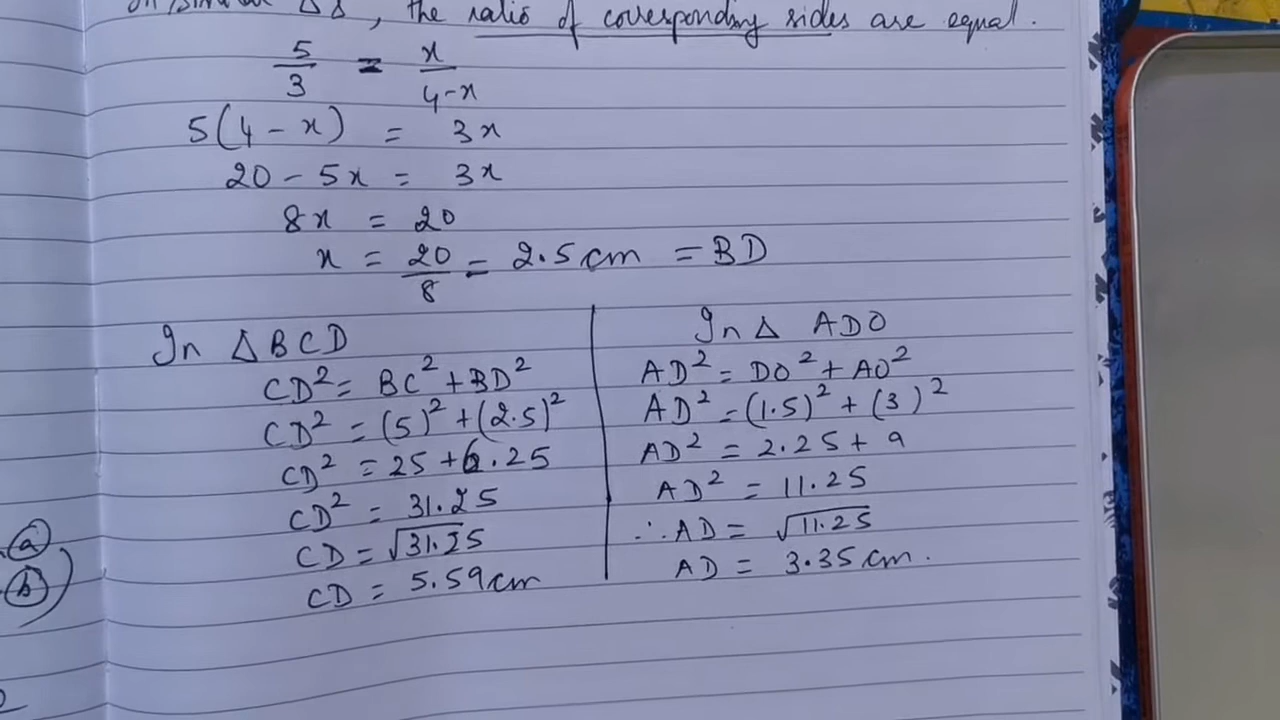 In similar Δs, the ratio of corresponding sides are equal.
5/3 = x/4-x
5(4 - x) = 3x
20 - 5x = 3x
8x = 20
x = 20/8 = 2.5 cm = BD
In Δ BCD
CD² = BC² + BD²
CD² = (5)² + (2.5)²
CD² = 25 + 6.25
CD² = 31.25
CD = √31.25
CD = 5.59 cm
In Δ ADO
AD² = DO² + AO²
AD² = (1.5)² + (3)²
AD² = 2.25 + 9
AD² = 11.25
∴ AD = √11.25
AD = 3.35 cm.
(a)
(b)